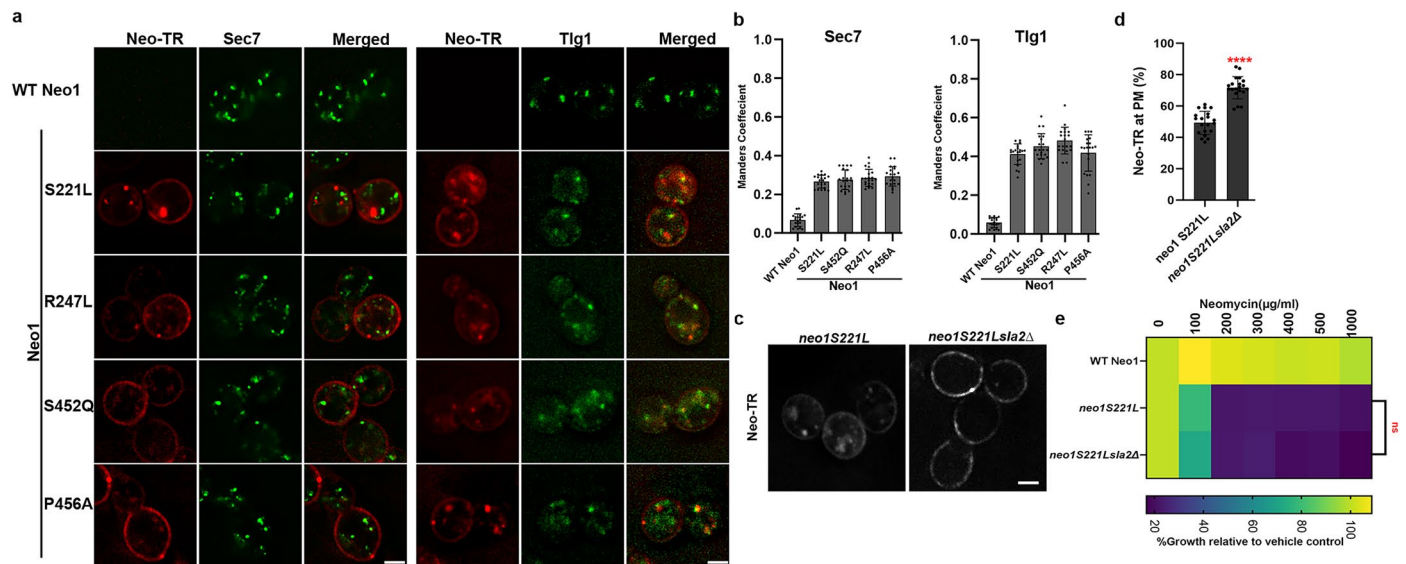 a
Neo-TR Sec7 Merged Neo-TR Tlg1 Merged
WT Neo1
Neo1
S221L
R247L
S452Q
P456A
b
Sec7
Manders Coeffecient
1.0
0.8
0.6
0.4
0.2
0.0
WT Neo1
S221L
S452Q
R247L
P456A
Neo1
Tlg1
Manders Coeffecient
1.0
0.8
0.6
0.4
0.2
0.0
WT Neo1
S221L
S452Q
R247L
P456A
Neo1
c
neo1S221L neo1S221Lsla2Δ
Neo-TR
d
****
Neo-TR at PM (%)
100
80
60
40
20
0
neo1 S221L
neo1S221Lsla2Δ
e
Neomycin(µg/ml)
0 100 200 300 400 500 1000
WT Neo1
neo1S221L
neo1S221Lsla2Δ
ns
20 40 60 80 100
%Growth relative to vehicle control